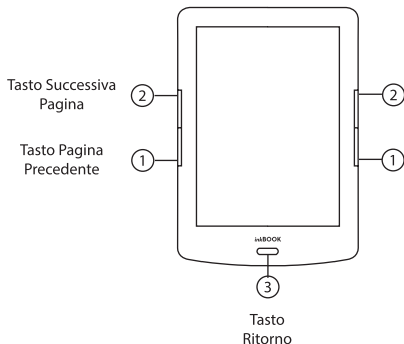 Tasto Successiva
Pagina
2
2
Tasto Pagina
Precedente
1
1
inkBOOK
3
Tasto
Ritorno